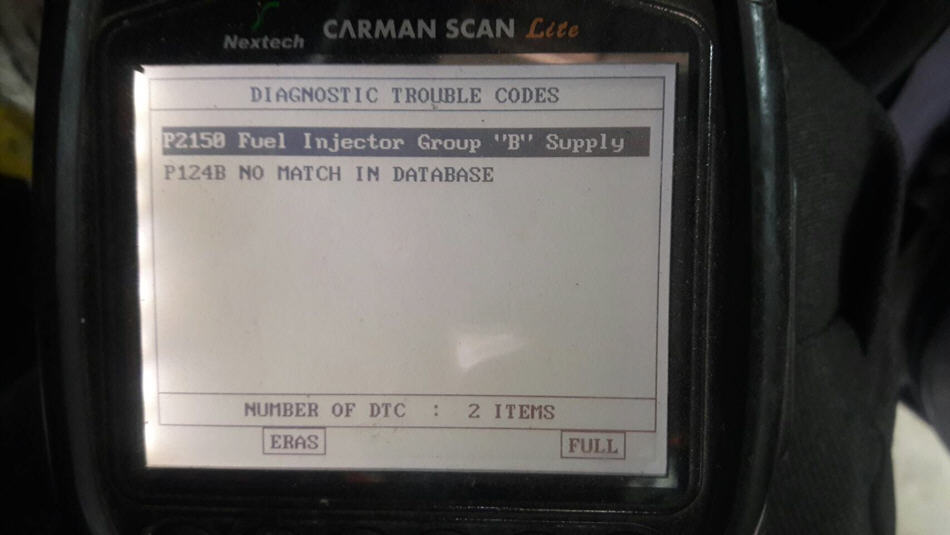 Nextech CARMAN SCAN Lite
DIAGNOSTIC TROUBLE CODES
P2150 Fuel Injector Group "B" Supply
P124B NO MATCH IN DATABASE
NUMBER OF DTC : 2 ITEMS
ERAS FULL